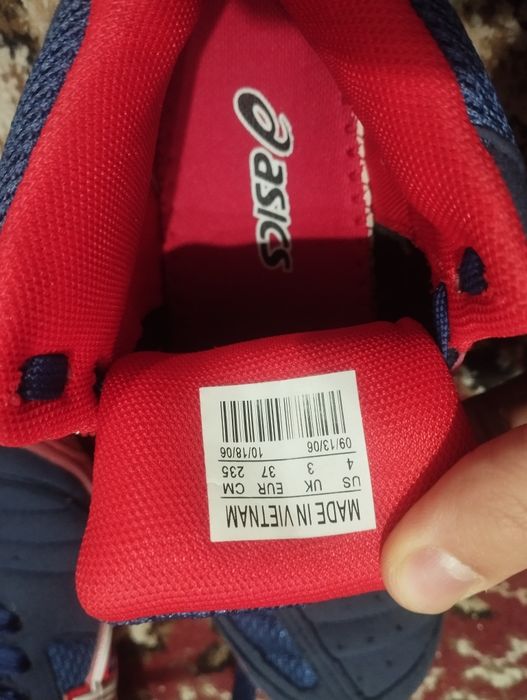 asics
MADE IN VIETNAM
US UK EUR CM
4 3 37 235
09/13/06 10/18/06